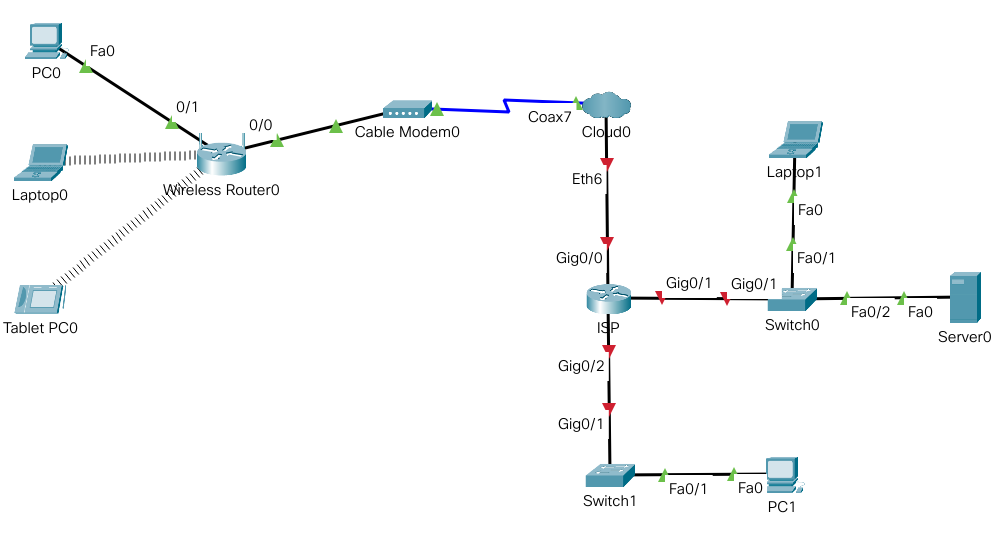 Fa0
PC0
0/1
0/0
Cable Modem0
Coax7
Cloud0
Laptop0
Wireless Router0
Laptop1
Eth6
Fa0
Gig0/0
Fa0/1
Gig0/1
Gig0/1
Tablet PC0
ISP
Switch0
Fa0/2
Fa0
Server0
Gig0/2
Gig0/1
Switch1
Fa0/1
Fa0
PC1